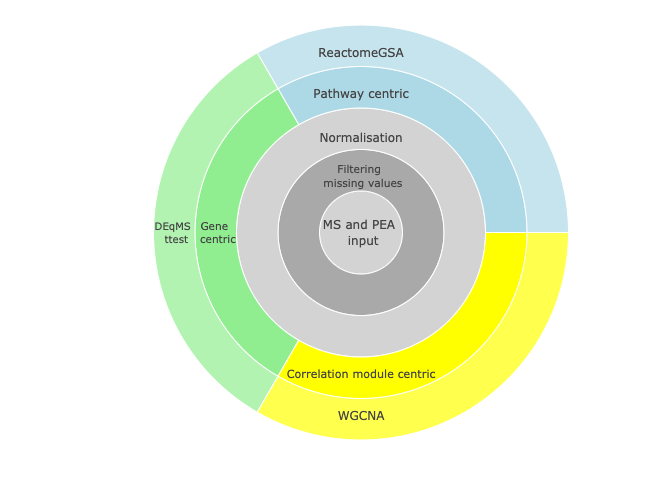 ReactomeGSA
Pathway centric
Normalisation
Filtering
missing values
MS and PEA
input
DEqMS
ttest
Gene
centric
Correlation module centric
WGCNA